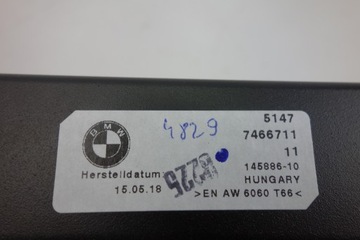 BMW
4829
5147
7466711
11
Herstelldatum:
145886-10
15.05.18
HUNGARY
>EN AW 6060 T66<